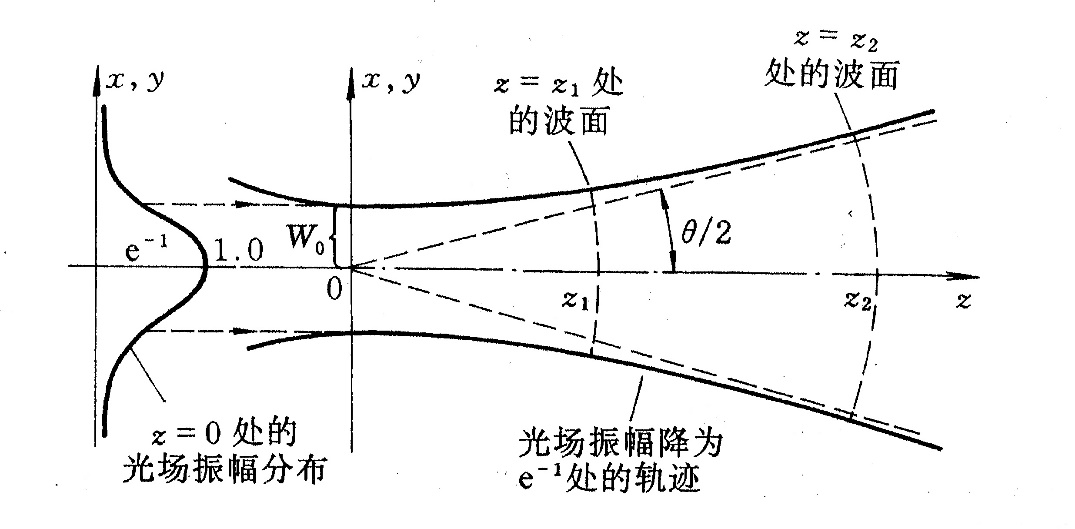 x, y
x, y
z = z₁ 处
的波面
z = z₂
处的波面
e⁻¹
1.0
W₀
θ/2
0
z₁
z₂
z
z = 0 处的
光场振幅分布
光场振幅降为
e⁻¹处的轨迹